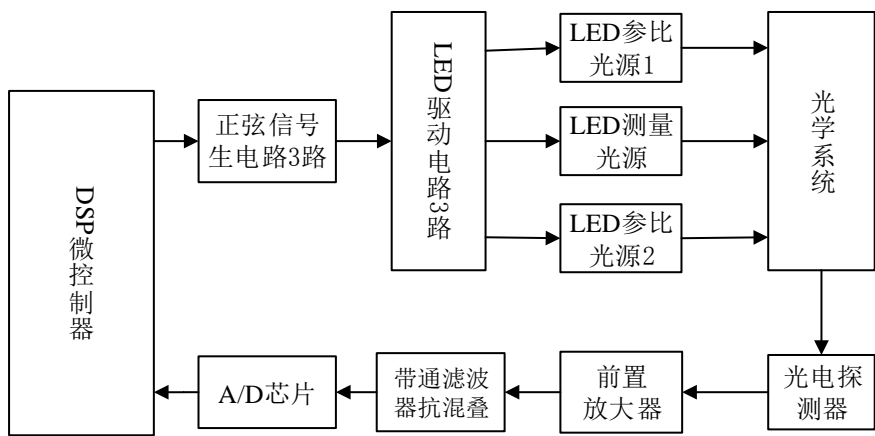 DSP微控制器
正弦信号
生电路3路
LED驱动电路3路
LED参比
光源1
LED测量
光源
LED参比
光源2
光学系统
光电探
测器
前置
放大器
带通滤波
器抗混叠
A/D芯片